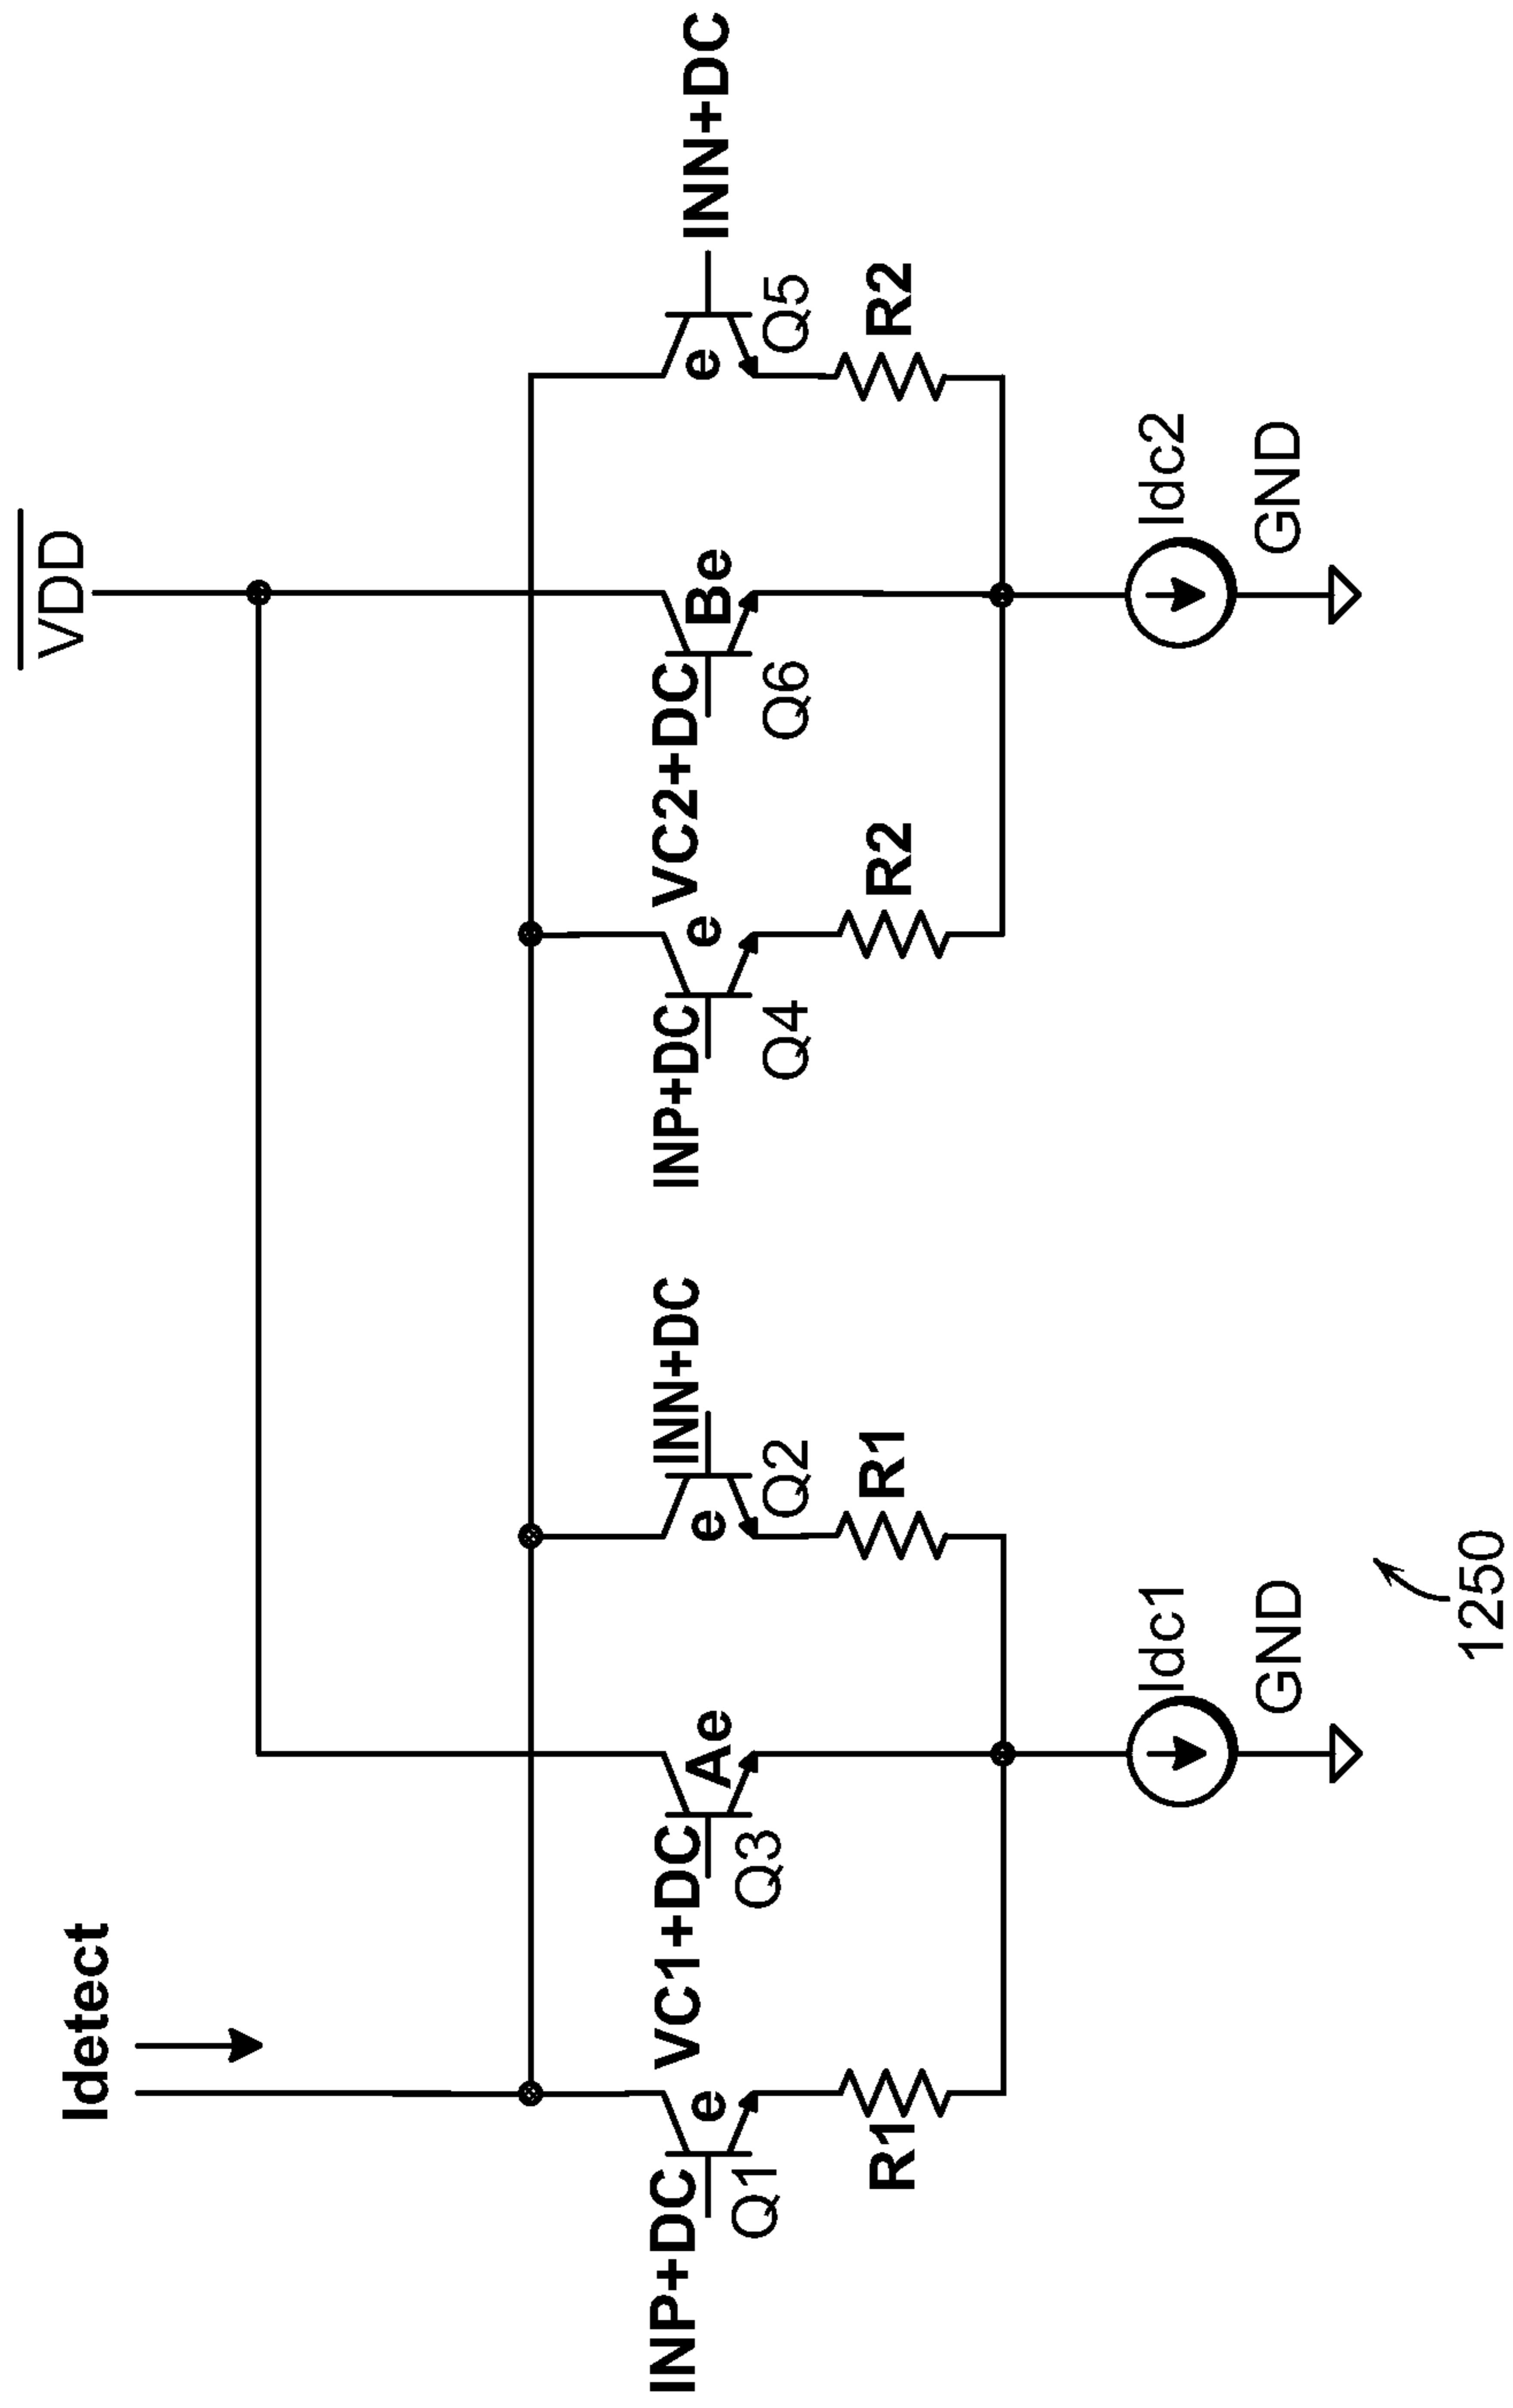 Idetect
VDD
INP+DC
e
VC1+DC
Ae
INN+DC
e
INP+DC
e
VC2+DC
Be
e
INN+DC
Q1
Q3
Q2
Q4
Q6
Q5
R1
R1
R2
R2
Idc1
Idc2
GND
GND
1250